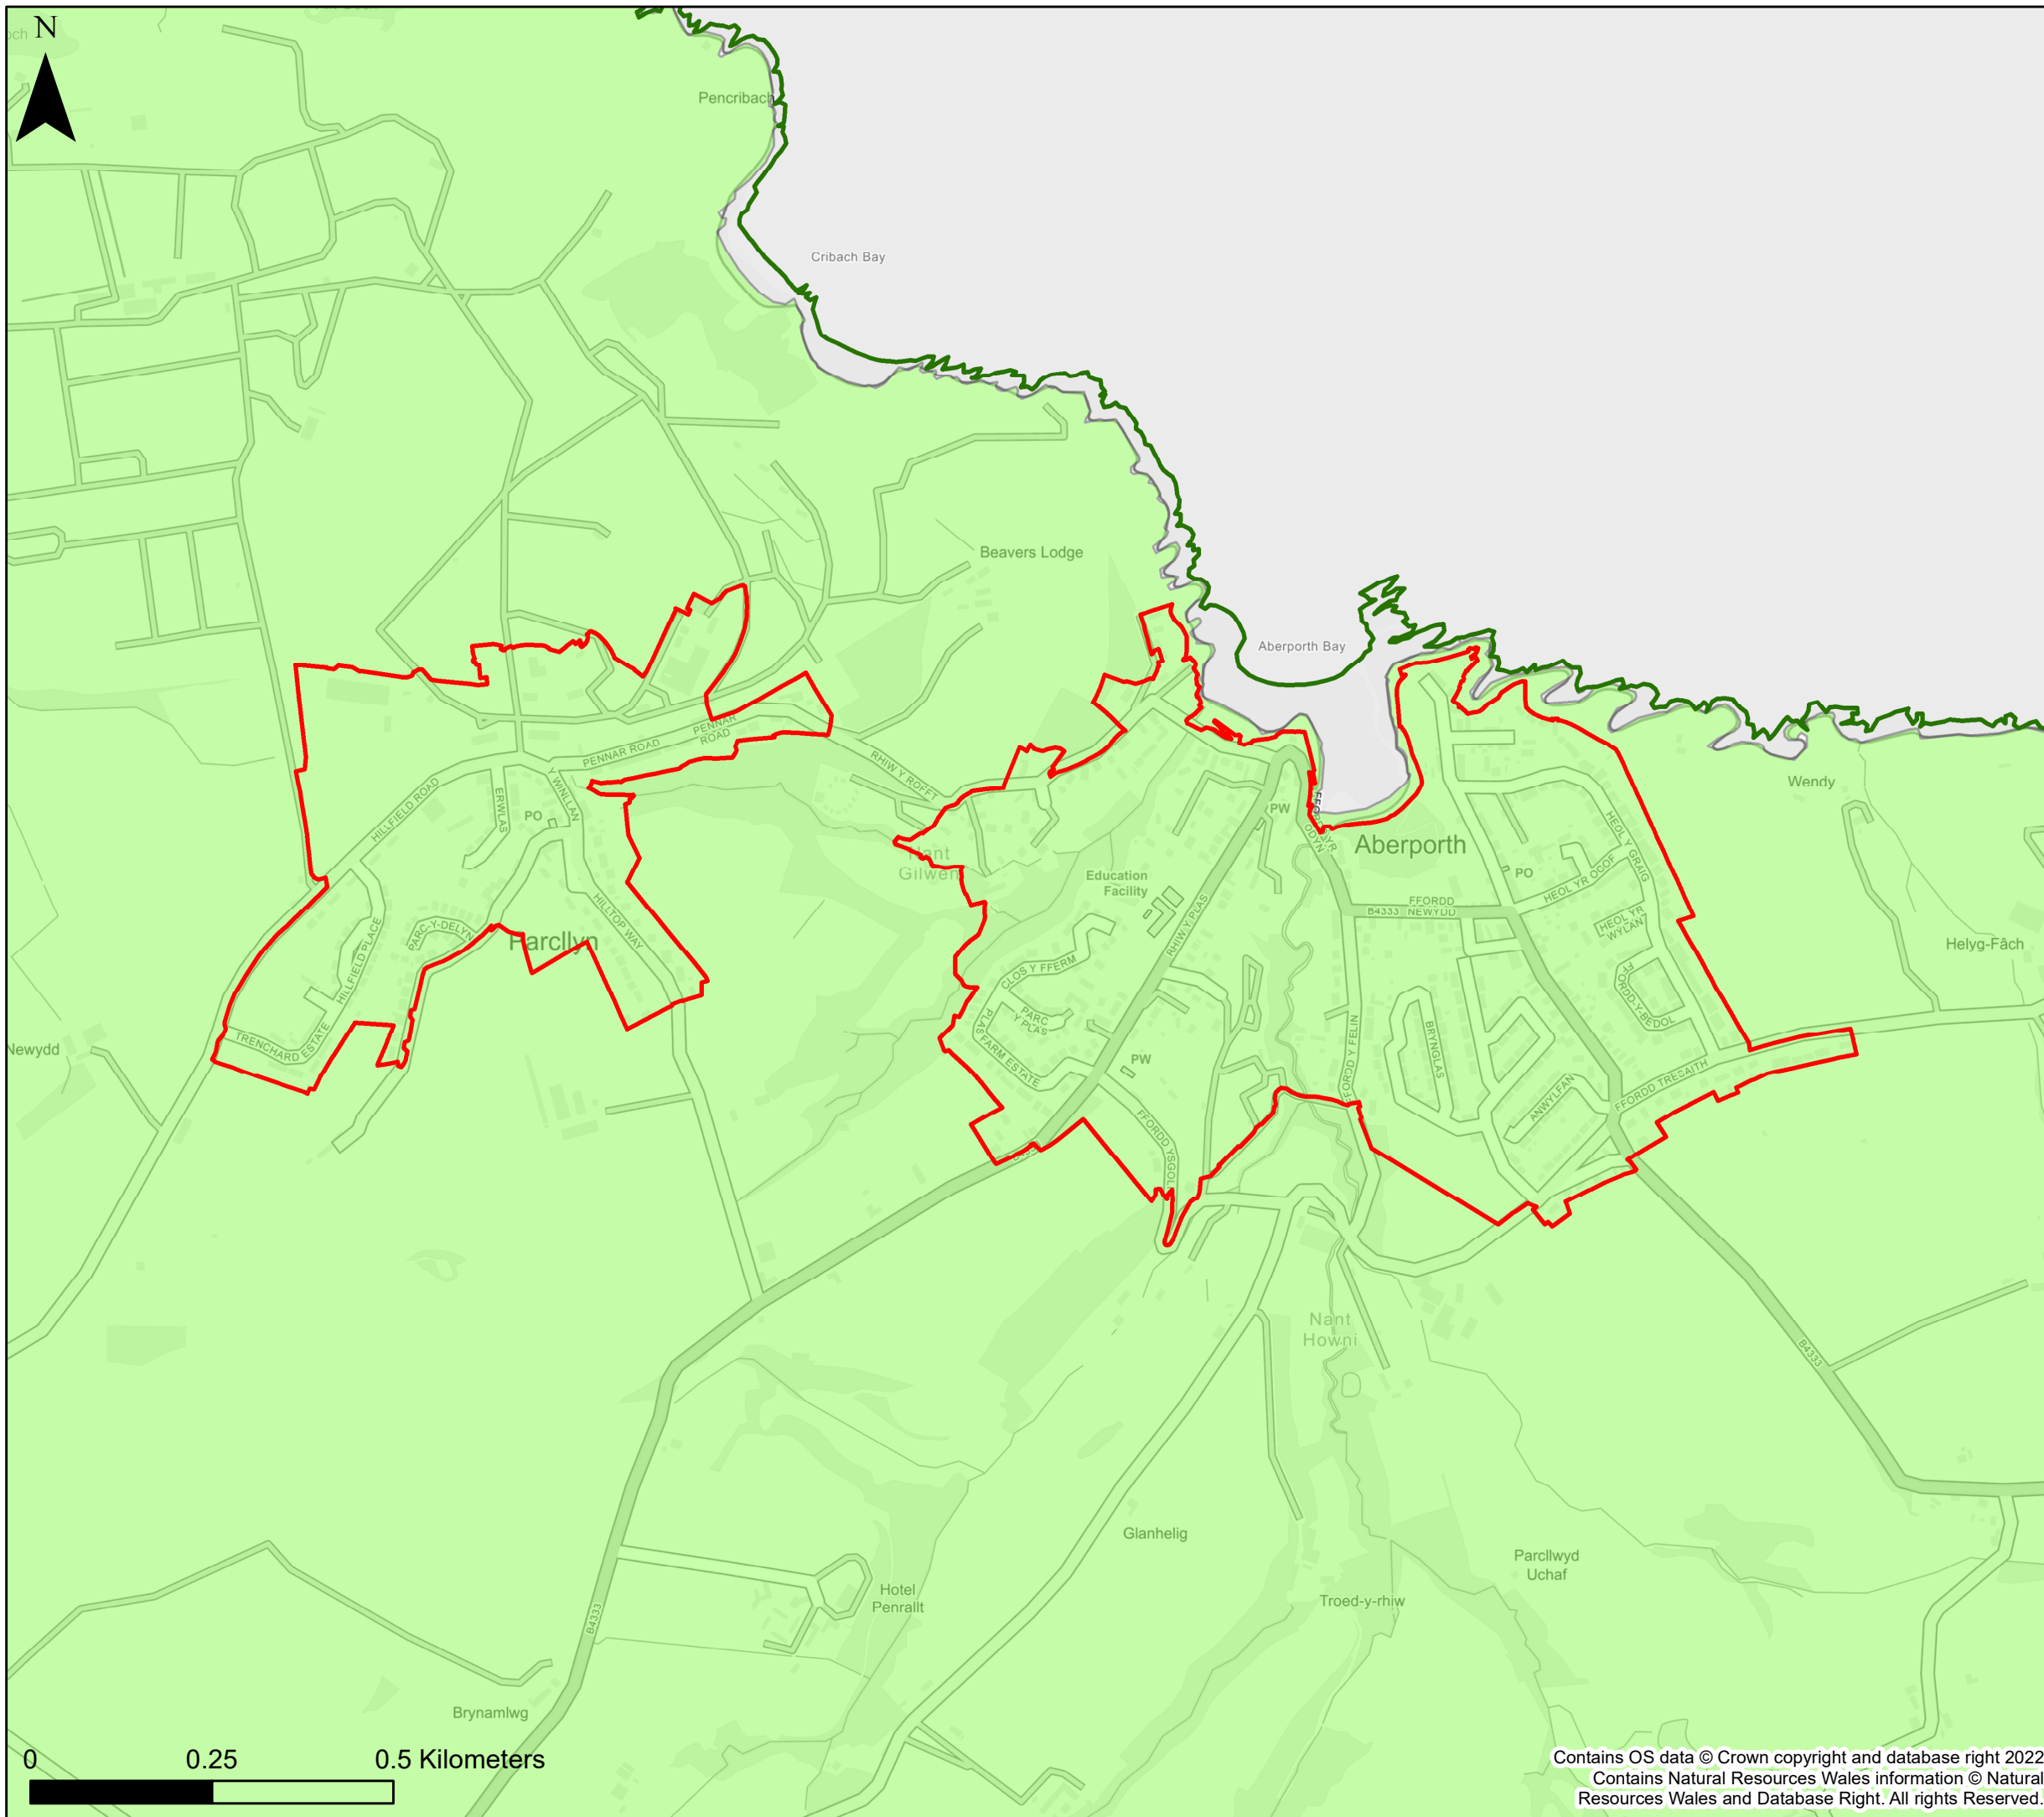 N
Pencribach
Cribach Bay
Beavers Lodge
Aberporth Bay
PENNAR ROAD
PENNAR
ROAD
RHIW Y ROFFT
HILLFIELD ROAD
Y WINLLAN
ERWLAS
PO
Wendy
PW
FFORDD YR
ODYN
Aberporth
HEOL Y GRAIG
Nant
Gilwen
Education
Facility
PO
HEOL YR OGOF
FFORDD
B4333 NEWYDD
HEOL YR
WYLAN
HILLTOP WAY
HILLFIELD PLACE
PARC-Y-DELYN
Parcllyn
RHIW Y PLAS
Helyg-Fâch
CLOS Y FFERM
FFORDD-Y-BEDOL
PARC
Y PLAS
PLAS
FARM ESTATE
TRENCHARD ESTATE
Newydd
PW
FFORDD Y FELIN
BRYNGLAS
ANWYLFAN
FFORDD TRESAITH
FFORDD YSGOL
Nant
Howni
B4333
Glanhelig
Parcllwyd
Uchaf
Hotel
Penrallt
Troed-y-rhiw
B4333
Brynamlwg
0 0.25 0.5 Kilometers
Contains OS data © Crown copyright and database right 2022
Contains Natural Resources Wales information © Natural
Resources Wales and Database Right. All rights Reserved.